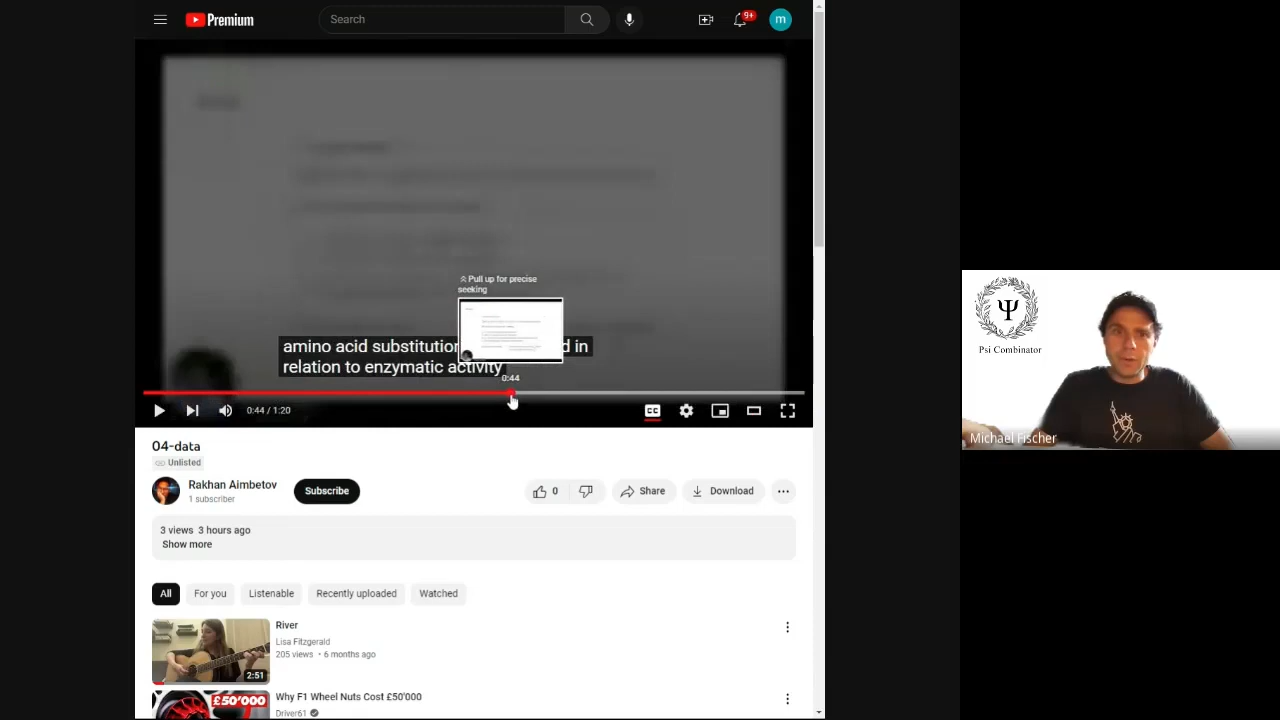 Premium
Search
9+
m
Pull up for precise
seeking
amino acid substitution d in
relation to enzymatic activity
0:44
0:44 / 1:20
CC
04-data
Unlisted
Rakhan Aimbetov
1 subscriber
Subscribe
0
Share
Download
3 views 3 hours ago
Show more
All
For you
Listenable
Recently uploaded
Watched
River
Lisa Fitzgerald
205 views • 6 months ago
2:51
Why F1 Wheel Nuts Cost £50'000
£50'000
Driver61
Ψ
Psi Combinator
Michael Fischer